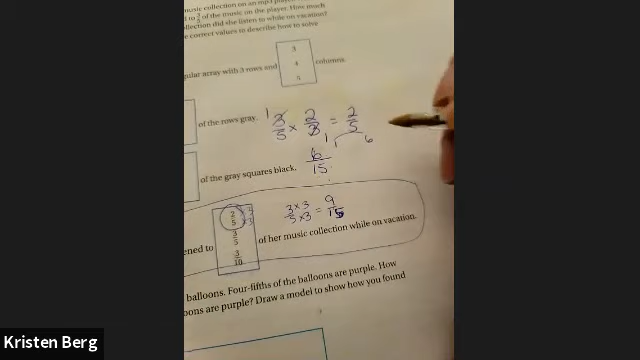 music collection on an mp3 player.
to 3/5 of the music on the player. How much
collection did she listen to while on vacation?
correct values to describe how to solve
3
gular array with 3 rows and 4 columns.
5
of the rows gray. 1 3/5 × 2/3 = 2/5
1 1 6
of the gray squares black. 6/15
2/5
ened to 3/5 of her music collection while on vacation.
3/10
3×3/5×3 = 9/15
balloons. Four-fifths of the balloons are purple. How
oons are purple? Draw a model to show how you found
Kristen Berg